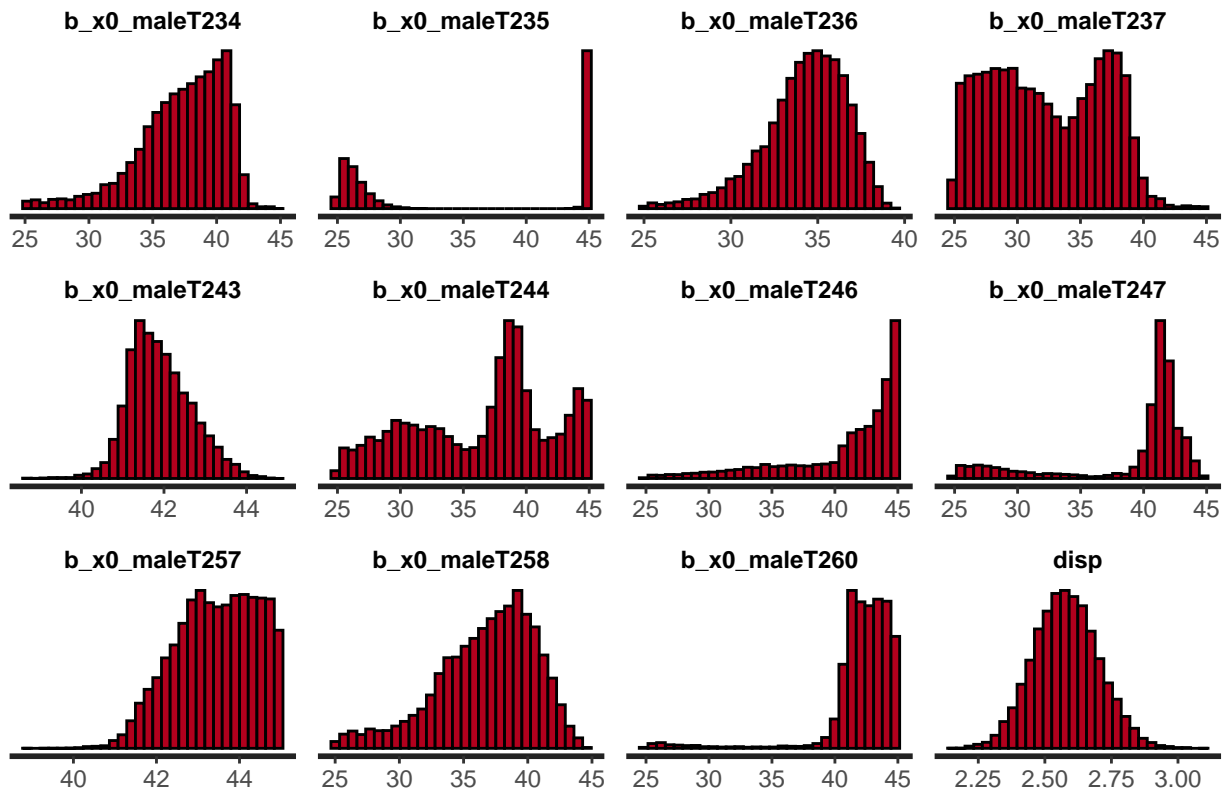 b_x0_maleT234 b_x0_maleT235 b_x0_maleT236 b_x0_maleT237
25 30 35 40 45 25 30 35 40 45 25 30 35 40 25 30 35 40 45
b_x0_maleT243 b_x0_maleT244 b_x0_maleT246 b_x0_maleT247
40 42 44 25 30 35 40 45 25 30 35 40 45 25 30 35 40 45
b_x0_maleT257 b_x0_maleT258 b_x0_maleT260 disp
40 42 44 25 30 35 40 45 25 30 35 40 45 2.25 2.50 2.75 3.00